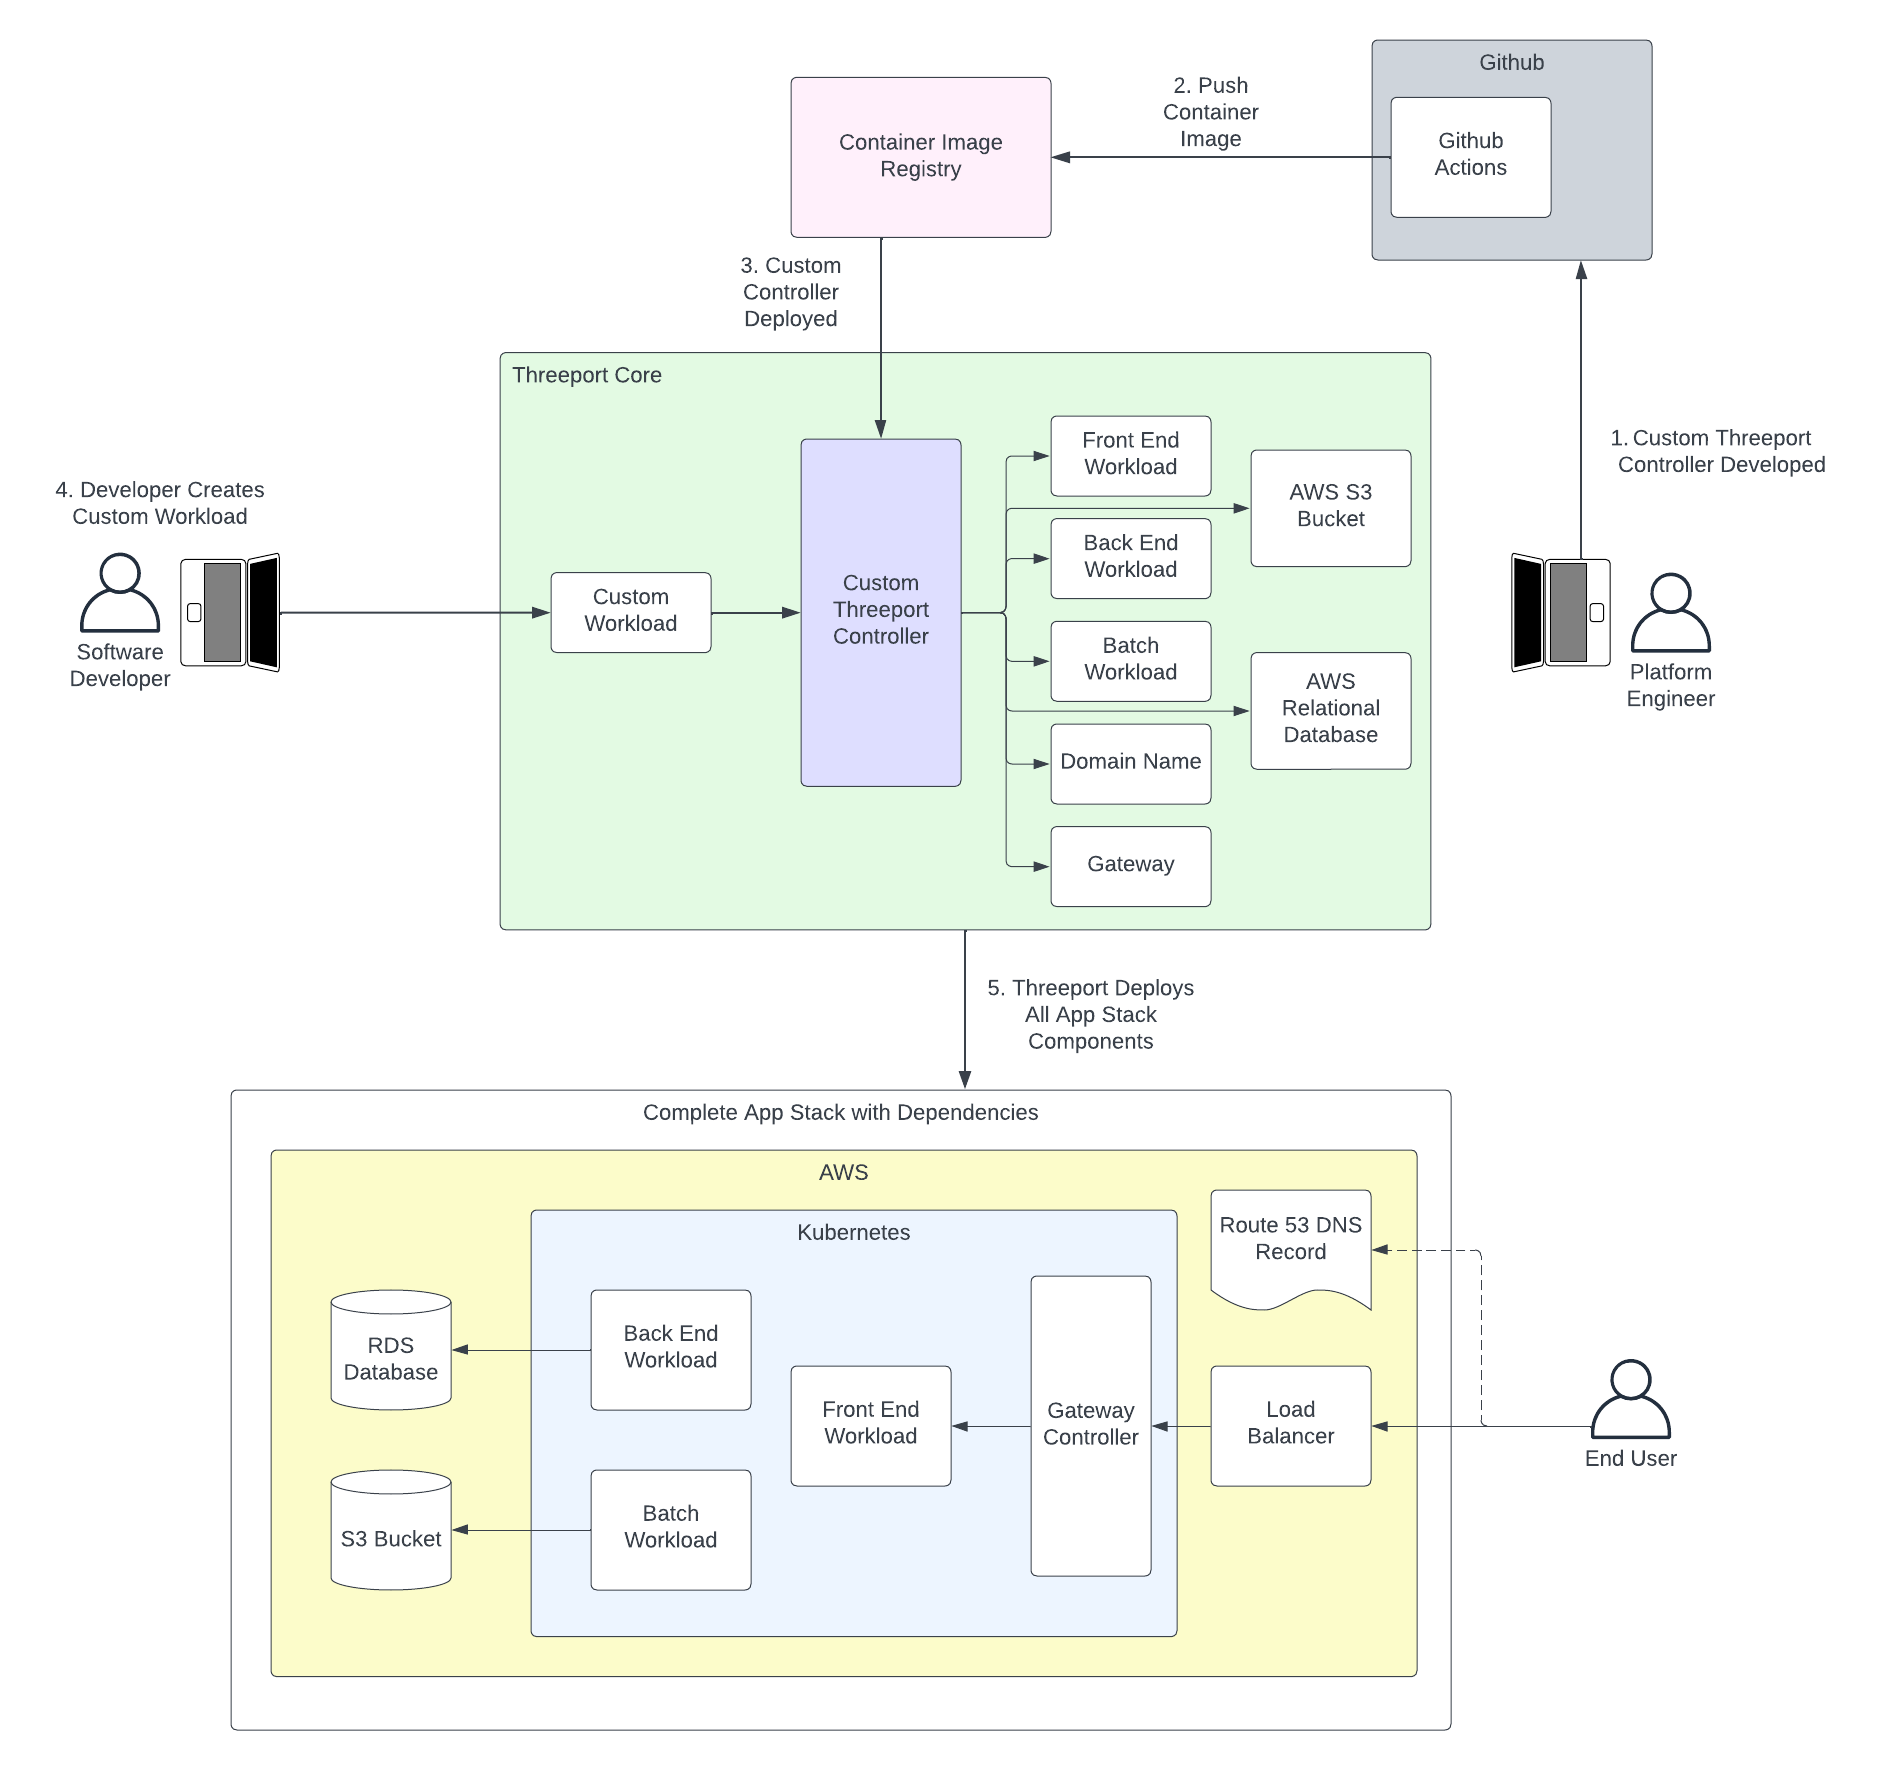 Github
2. Push
Container
Image
Github
Actions
Container Image
Registry
3. Custom
Controller
Deployed
Threeport Core
1. Custom Threeport
Controller Developed
Front End
Workload
AWS S3
Bucket
4. Developer Creates
Custom Workload
Back End
Workload
Custom
Threeport
Controller
Custom
Workload
Software
Developer
Batch
Workload
Platform
Engineer
AWS
Relational
Database
Domain Name
Gateway
5. Threeport Deploys
All App Stack
Components
Complete App Stack with Dependencies
AWS
Kubernetes
Route 53 DNS
Record
RDS
Database
Back End
Workload
Front End
Workload
Gateway
Controller
Load
Balancer
End User
S3 Bucket
Batch
Workload